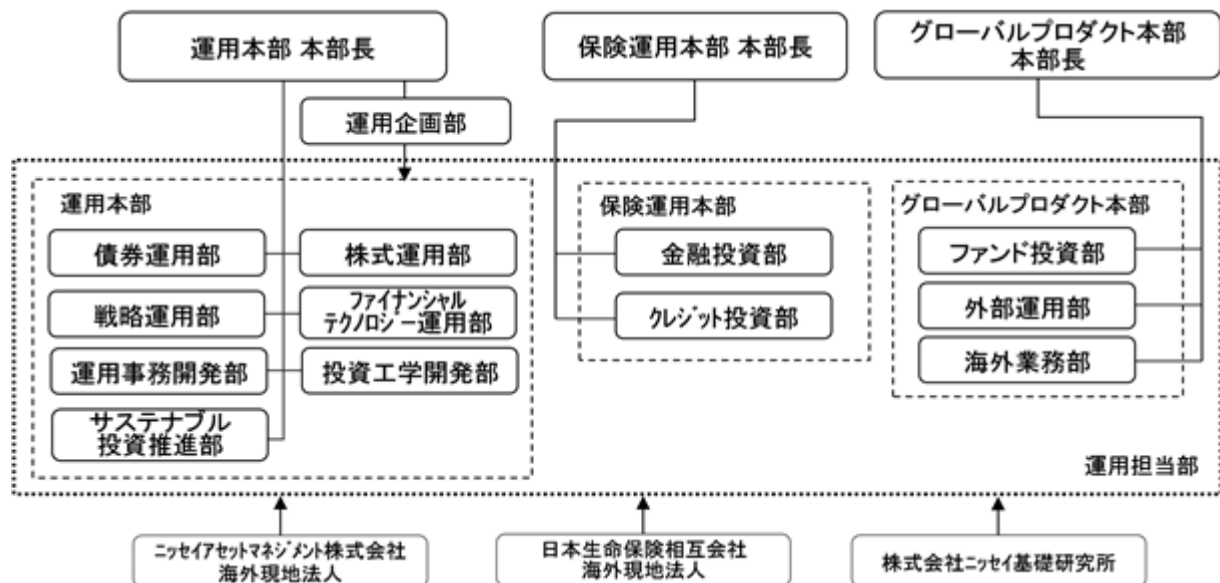 運用本部 本部長
保険運用本部 本部長
グローバルプロダクト本部
本部長
運用企画部
運用本部
債券運用部
株式運用部
戦略運用部
ファイナンシャル
テクノロジー運用部
運用事務開発部
投資工学開発部
サステナブル
投資推進部
保険運用本部
金融投資部
クレジット投資部
グローバルプロダクト本部
ファンド投資部
外部運用部
海外業務部
運用担当部
ニッセイアセットマネジメント株式会社
海外現地法人
日本生命保険相互会社
海外現地法人
株式会社ニッセイ基礎研究所